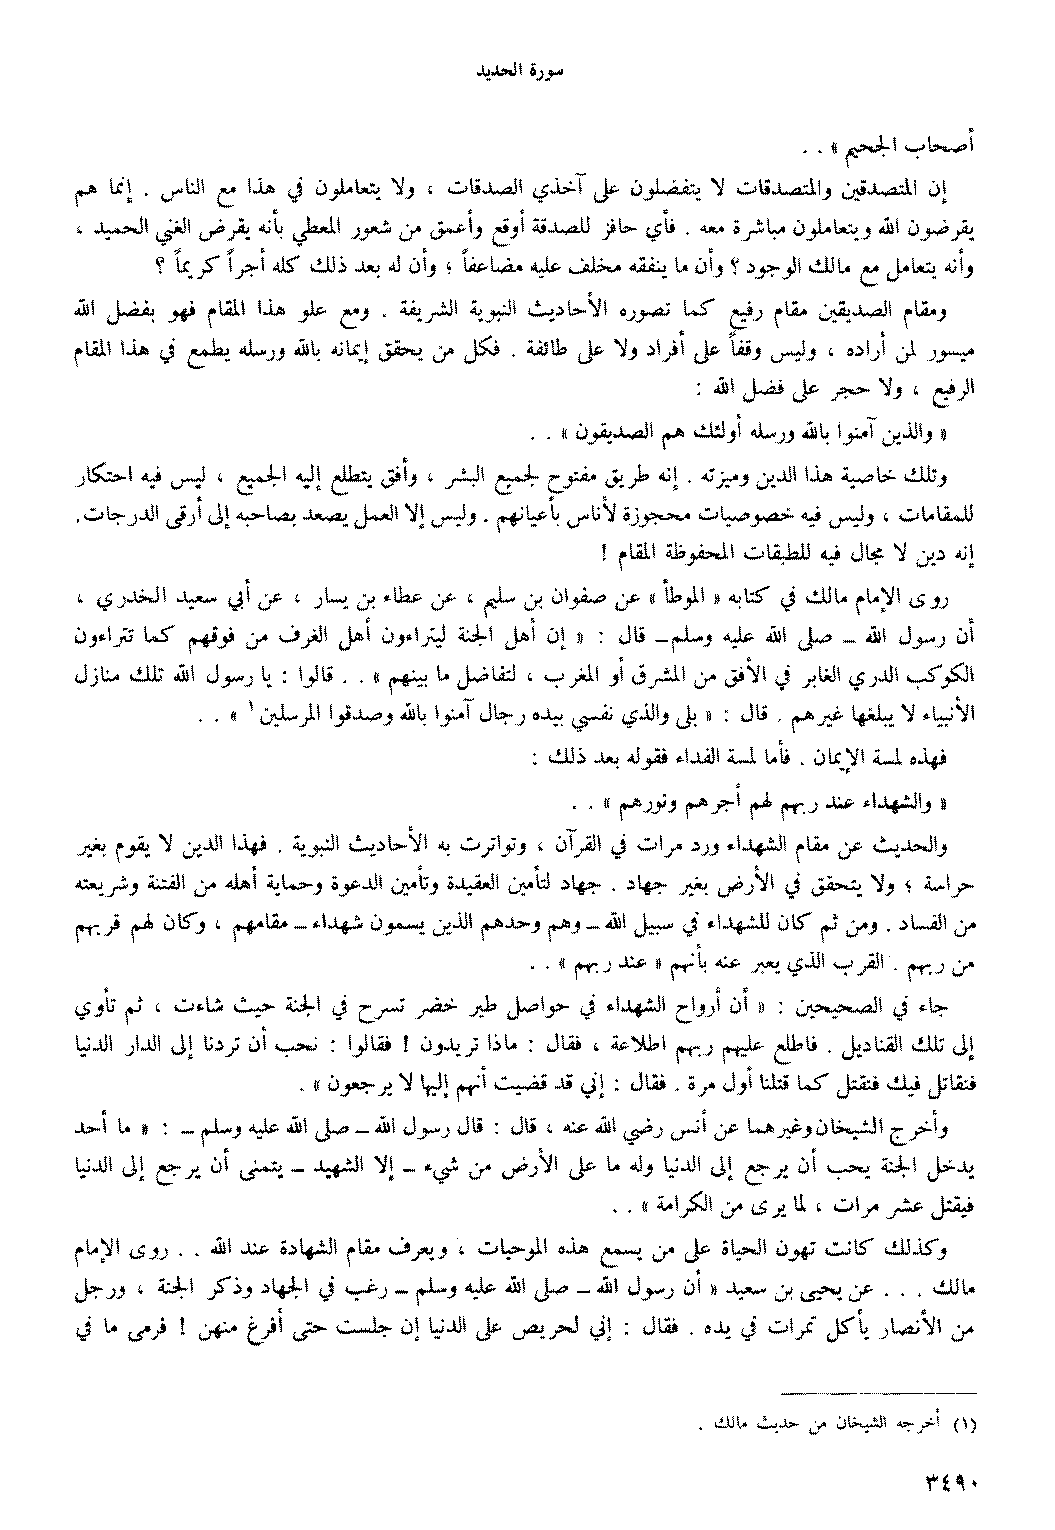 سورة الحديد
أصحاب الجحيم » . .
إن المتصدقين والمتصدقات لا يتفضلون على آخذي الصدقات ، ولا يتعاملون في هذا مع الناس . إنما هم
يقرضون الله ويتعاملون مباشرة معه . فأي حافز للصدقة أوقع وأعمق من شعور المعطي بأنه يقرض الغني الحميد ،
وأنه يتعامل مع مالك الوجود ؟ وأن ما ينفقه مخلف عليه مضاعفاً ؛ وأن له بعد ذلك كله أجراً كريماً ؟
ومقام الصديقين مقام رفيع كما تصوره الأحاديث النبوية الشريفة . ومع علو هذا المقام فهو بفضل الله
ميسور لمن أراده ، وليس وقفاً على أفراد ولا على طائفة . فكل من يحقق إيمانه بالله ورسله يطمع في هذا المقام
الرفيع ، ولا حجر على فضل الله :
« والذين آمنوا بالله ورسله أولئك هم الصديقون » . .
وتلك خاصية هذا الدين وميزته . إنه طريق مفتوح لجميع البشر ، وأفق يتطلع إليه الجميع ، ليس فيه احتكار
للمقامات ، وليس فيه خصوصيات محجوزة لأناس بأعيانهم . وليس إلا العمل يصعد بصاحبه إلى أرقى الدرجات.
إنه دين لا مجال فيه للطبقات المحفوظة المقام !
روى الإمام مالك في كتابه « الموطأ » عن صفوان بن سليم ، عن عطاء بن يسار ، عن أبي سعيد الخدري ،
أن رسول الله – صلى الله عليه وسلم– قال : « إن أهل الجنة ليتراءون أهل الغرف من فوقهم كما تتراءون
الكوكب الدري الغابر في الأفق من المشرق أو المغرب ، لتفاضل ما بينهم » . . قالوا : يا رسول الله تلك منازل
الأنبياء لا يبلغها غيرهم . قال : « بلى والذي نفسي بيده رجال آمنوا بالله وصدقوا المرسلين١ » . .
فهذه لمسة الإيمان . فأما لمسة الفداء فقوله بعد ذلك :
« والشهداء عند ربهم لهم أجرهم ونورهم » . .
والحديث عن مقام الشهداء ورد مرات في القرآن ، وتواترت به الأحاديث النبوية . فهذا الدين لا يقوم بغير
حراسة ؛ ولا يتحقق في الأرض بغير جهاد . جهاد لتأمين العقيدة وتأمين الدعوة وحماية أهله من الفتنة وشريعته
من الفساد . ومن ثم كان للشهداء في سبيل الله – وهم وحدهم الذين يسمون شهداء – مقامهم ، وكان لهم قربهم
من ربهم . القرب الذي يعبر عنه بأنهم « عند ربهم » . .
جاء في الصحيحين : « أن أرواح الشهداء في حواصل طير خضر تسرح في الجنة حيث شاءت ، ثم تأوي
إلى تلك القناديل . فاطلع عليهم ربهم اطلاعة ، فقال : ماذا تريدون ! فقالوا : نحب أن تردنا إلى الدار الدنيا
فنقاتل فيك فنقتل كما قتلنا أول مرة . فقال : إني قد قضيت أنهم إليها لا يرجعون » .
وأخرج الشيخان وغيرهما عن أنس رضي الله عنه ، قال : قال رسول الله – صلى الله عليه وسلم – : « ما أحد
يدخل الجنة يحب أن يرجع إلى الدنيا وله ما على الأرض من شيء – إلا الشهيد – يتمنى أن يرجع إلى الدنيا
فيقتل عشر مرات ، لما يرى من الكرامة » . .
وكذلك كانت تهون الحياة على من يسمع هذه الموحيات ، ويعرف مقام الشهادة عند الله . . روى الإمام
مالك . . . عن يحيى بن سعيد « أن رسول الله – صلى الله عليه وسلم – رغب في الجهاد وذكر الجنة ، ورجل
من الأنصار يأكل تمرات في يده . فقال : إني لحريص على الدنيا إن جلست حتى أفرغ منهن ! فرمى ما في
(١) أخرجه الشيخان من حديث مالك .
٣٤٩٠